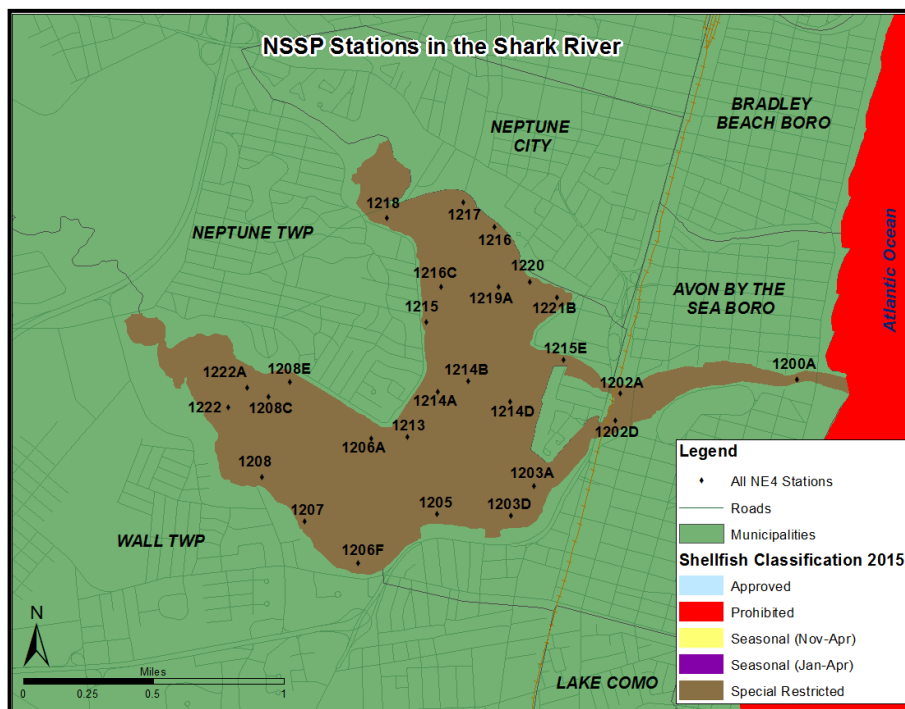 NSSP Stations in the Shark River
BRADLEY
BEACH BORO
NEPTUNE
CITY
1218
1217
NEPTUNE TWP
1216
1216C
1220
1219A
AVON BY THE
SEA BORO
Atlantic Ocean
1221B
1215
1215E
1200A
1222A
1208E
1214B
1202A
1222
1208C
1214A
1214D
1213
1202D
1206A
1208
1203A
1207
1205
1203D
WALL TWP
1206F
LAKE COMO
N
Miles
0
0.25
0.5
1
Legend
All NE4 Stations
Roads
Municipalities
Shellfish Classification 2015
Approved
Prohibited
Seasonal (Nov-Apr)
Seasonal (Jan-Apr)
Special Restricted